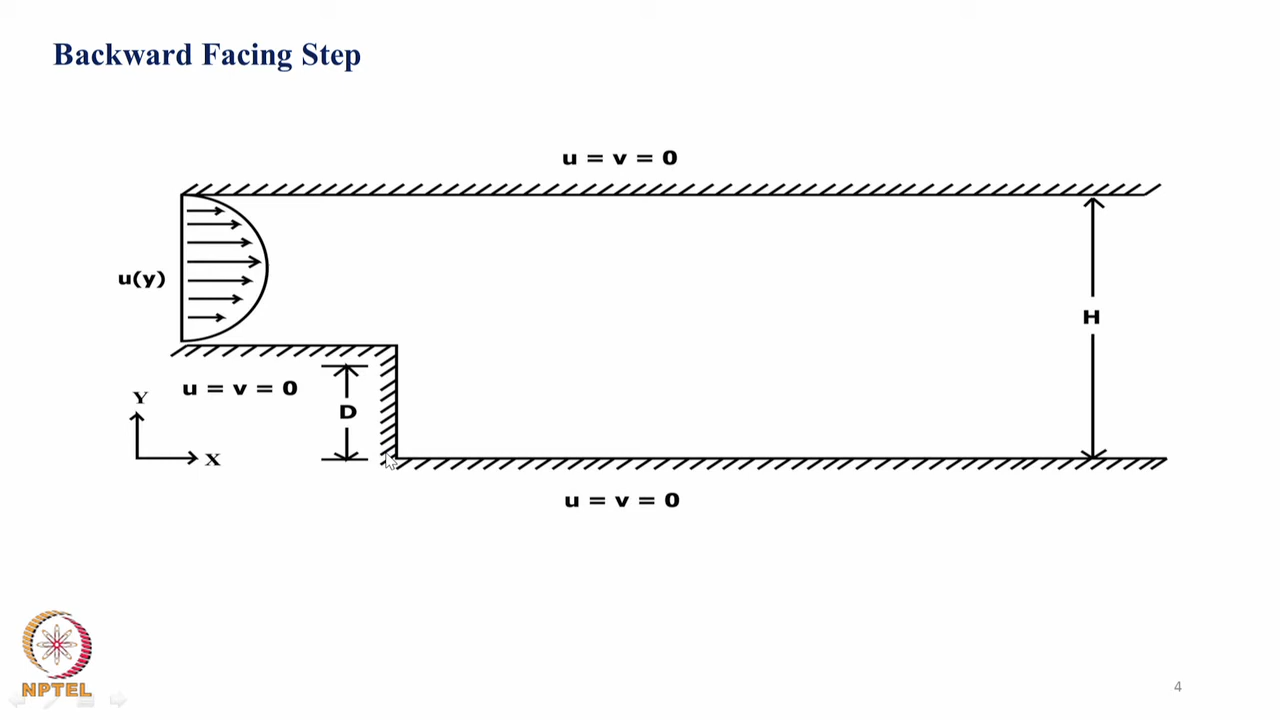 Backward Facing Step
u = v = 0
u(y)
H
u = v = 0
Y
D
X
u = v = 0
NPTEL
4